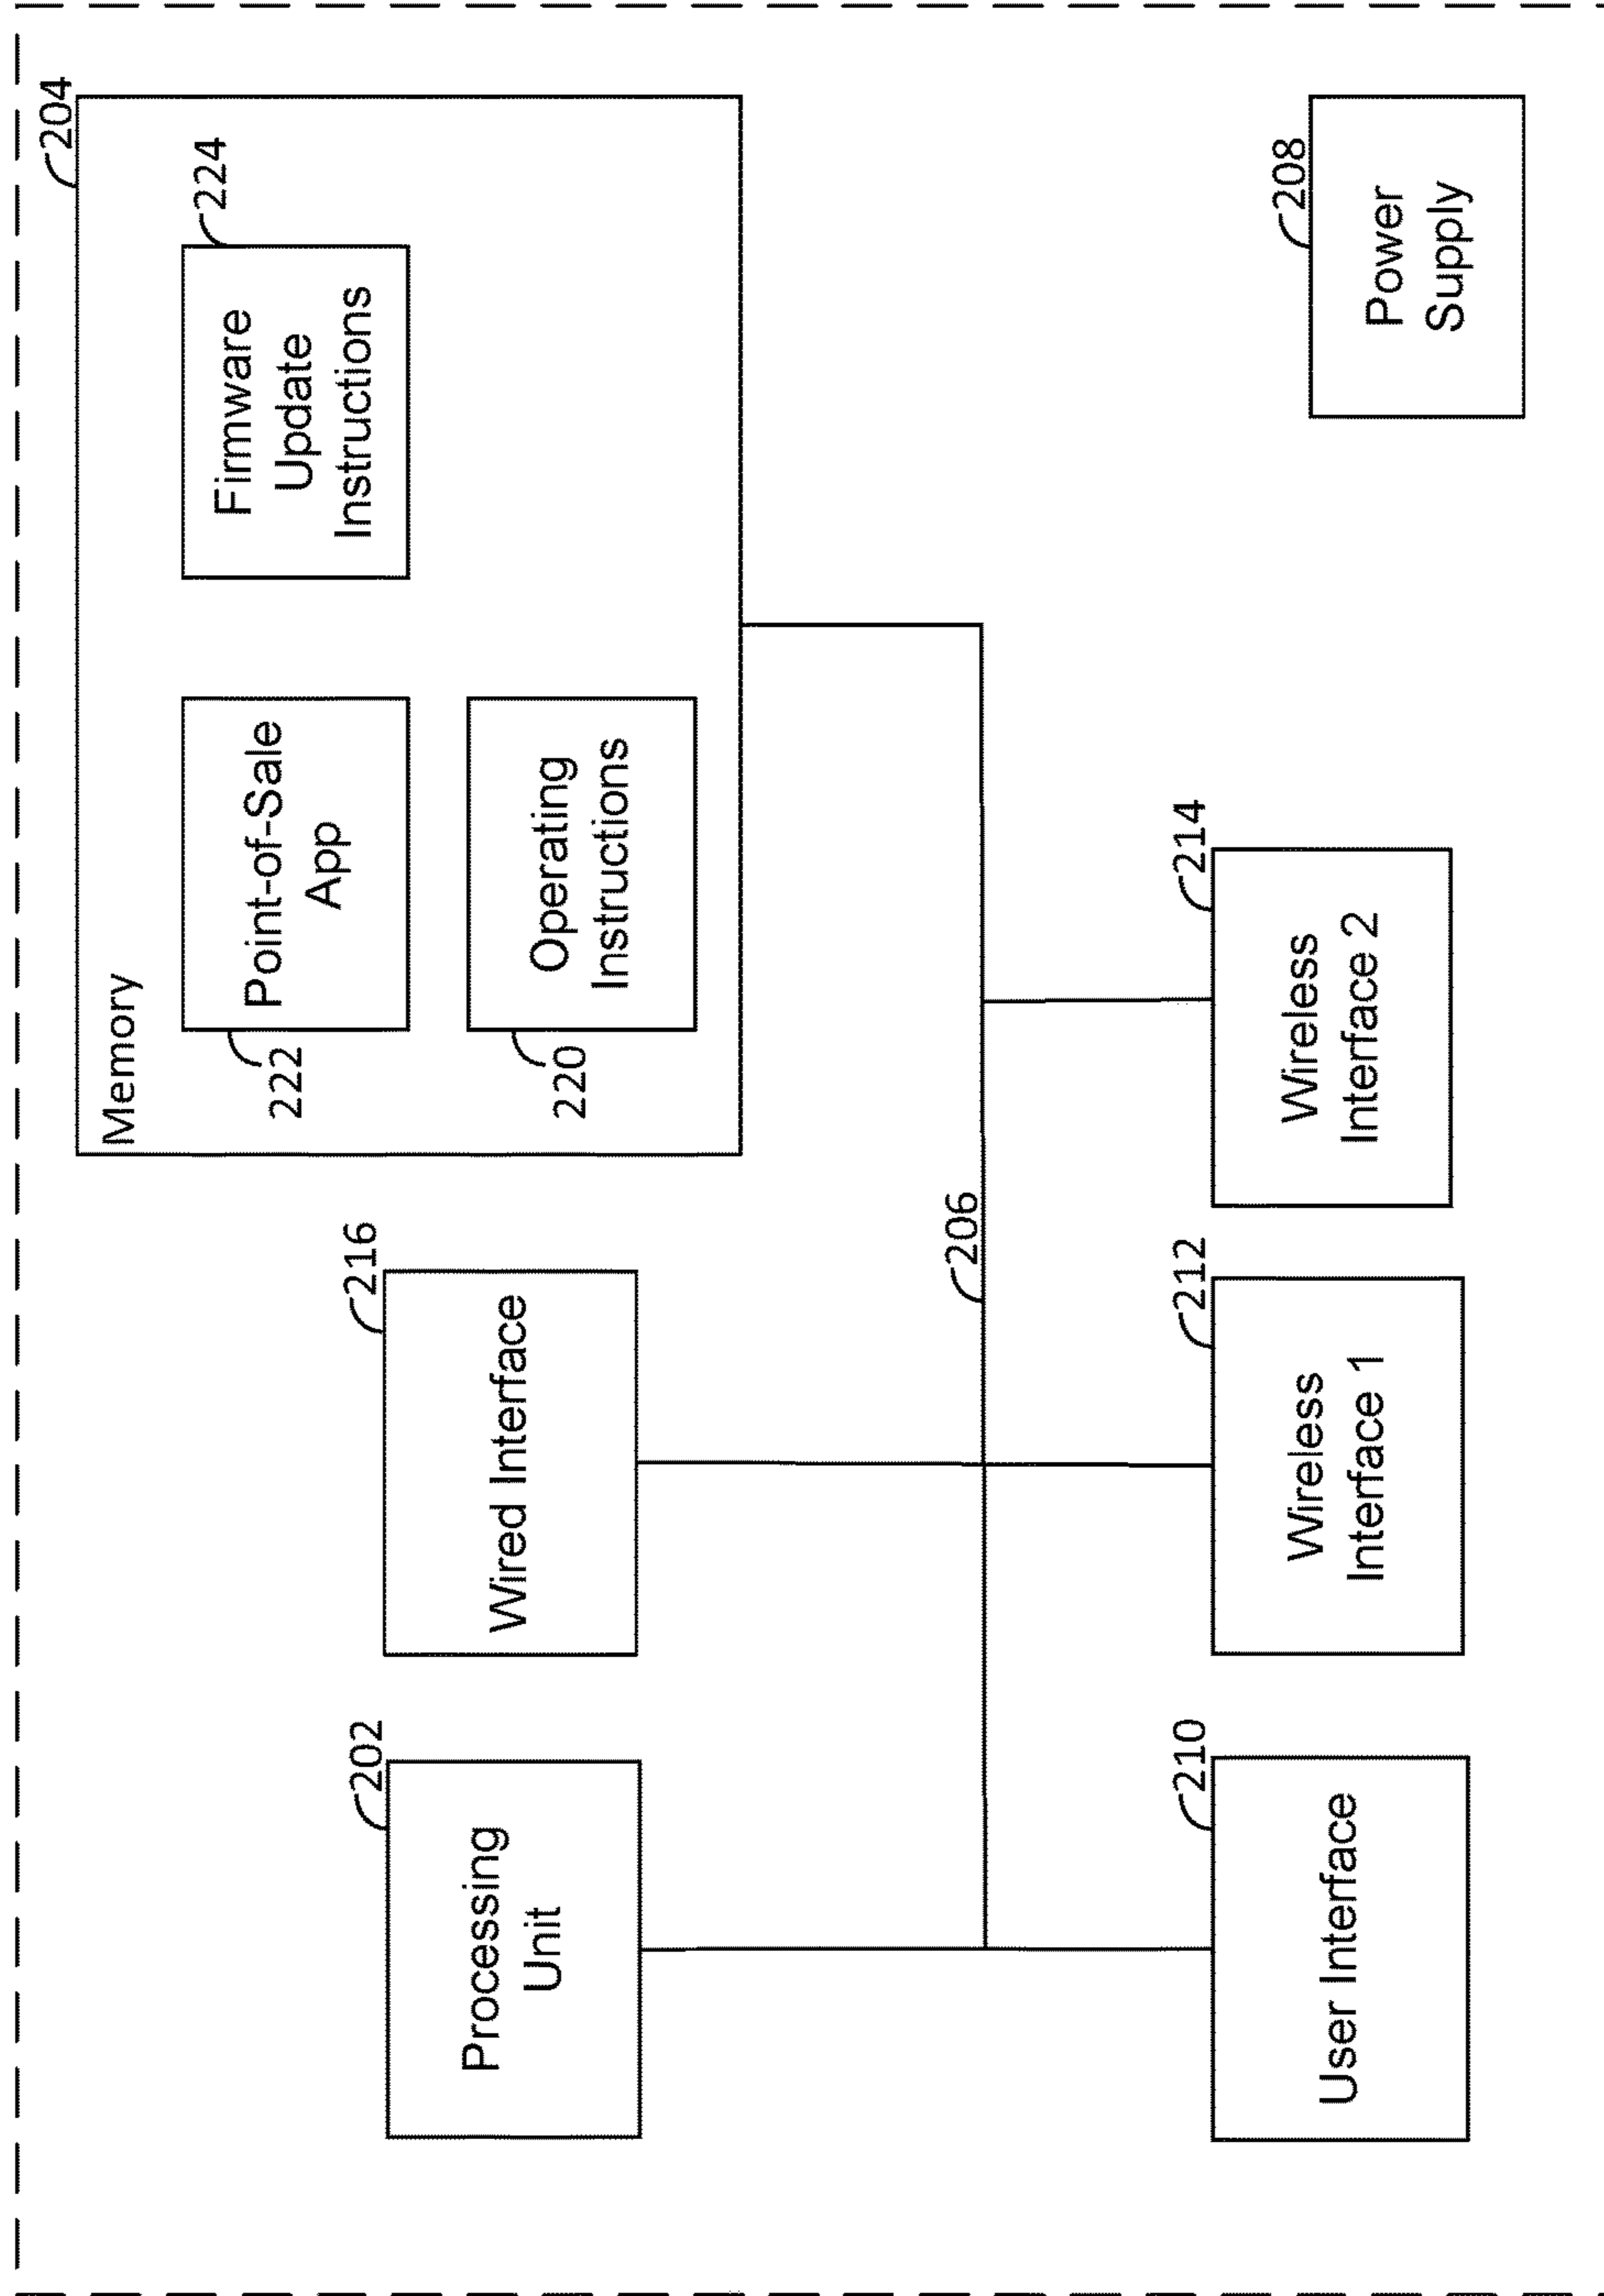 204
Memory
222
Point-of-Sale
App
224
Firmware
Update
Instructions
220
Operating
Instructions
202
Processing
Unit
216
Wired Interface
206
210
User Interface
212
Wireless
Interface 1
214
Wireless
Interface 2
208
Power
Supply